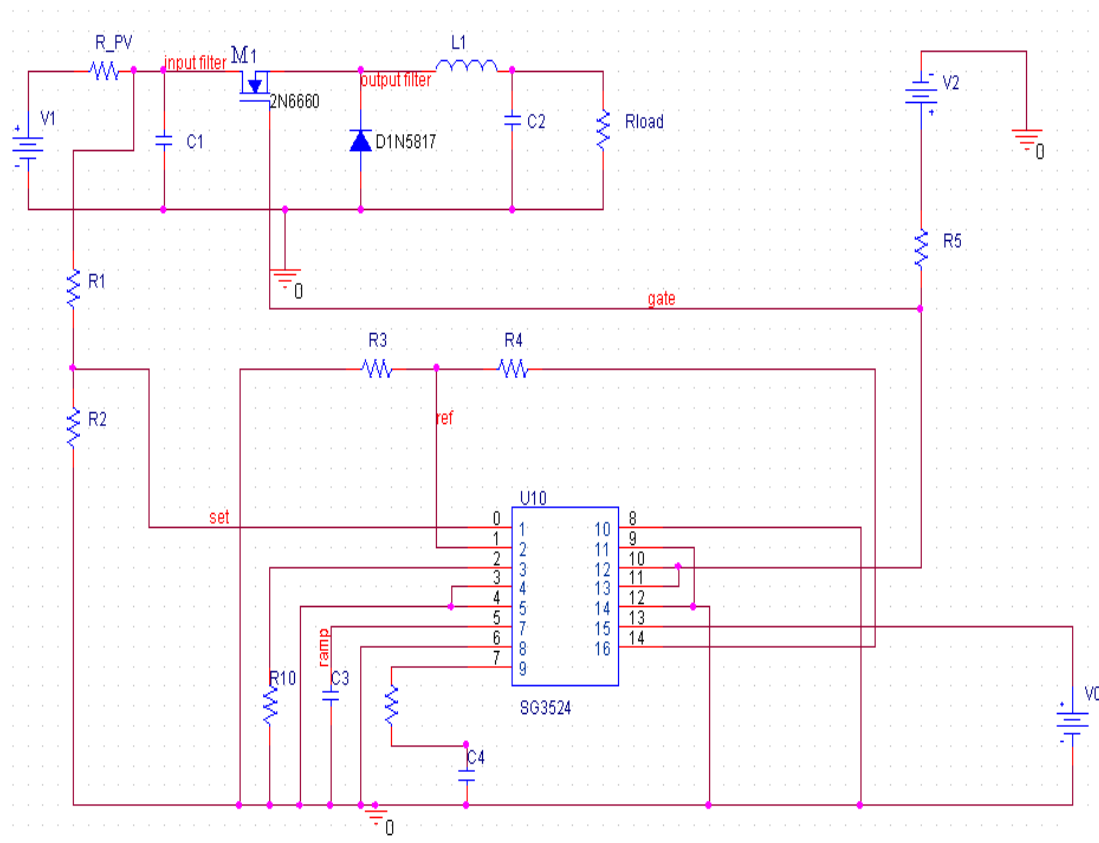 R_PV
input filter
M1
L1
output filter
2N6660
V1
+
-
C1
D1N5817
C2
Rload
V2
-
+
0
R5
R1
0
gate
R3
R4
R2
ref
U10
set
0 1 10 8
1 2 11 9
2 3 12 10
3 4 13 11
4 5 14 12
5 7 15 13
6 8 16 14
7 9
ramp
R10
C3
SG3524
V0
+
-
C4
0